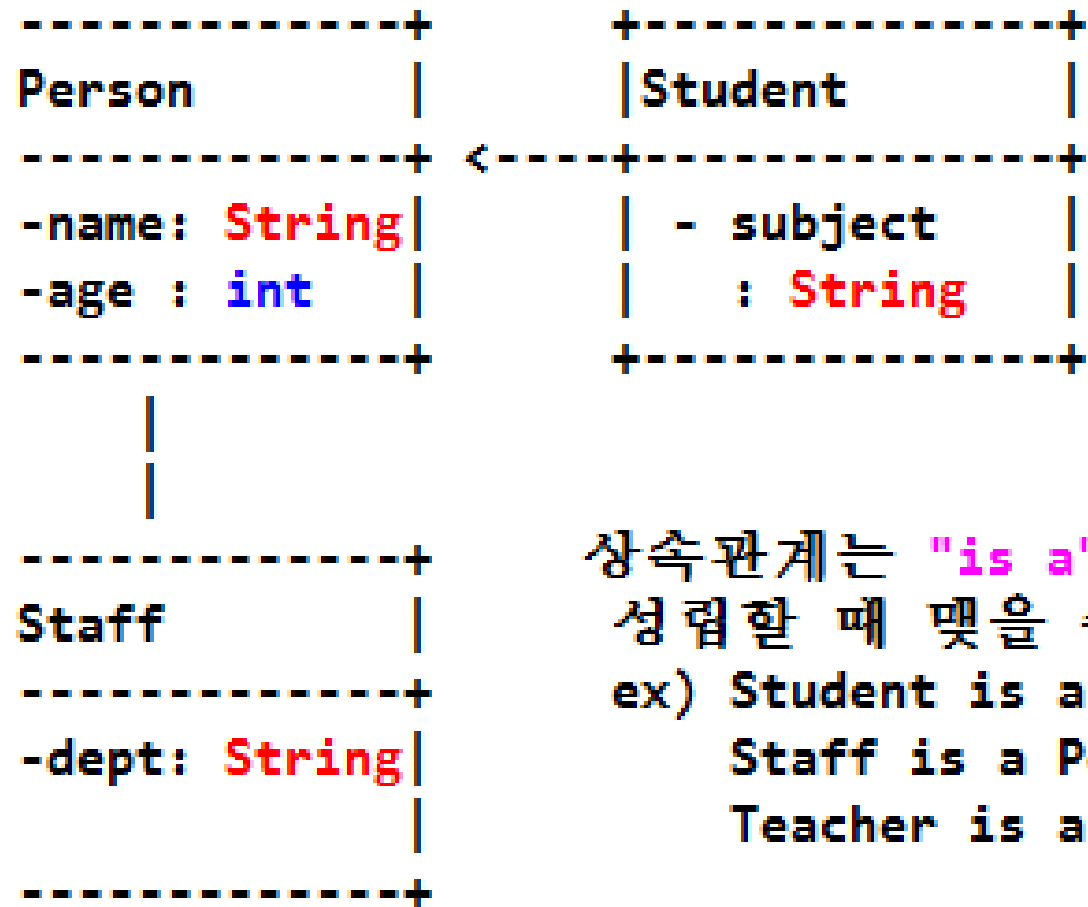 --------------+ +---------------+
Person | |Student |
--------------+ <----+---------------+
-name: String| | - subject |
-age : int | | : String |
--------------+ +---------------+
|
|
--------------+ 상속관계는 "is a"
Staff | 성립할 때 맺을
--------------+ ex) Student is a
-dept: String| Staff is a
| Teacher is a
--------------+